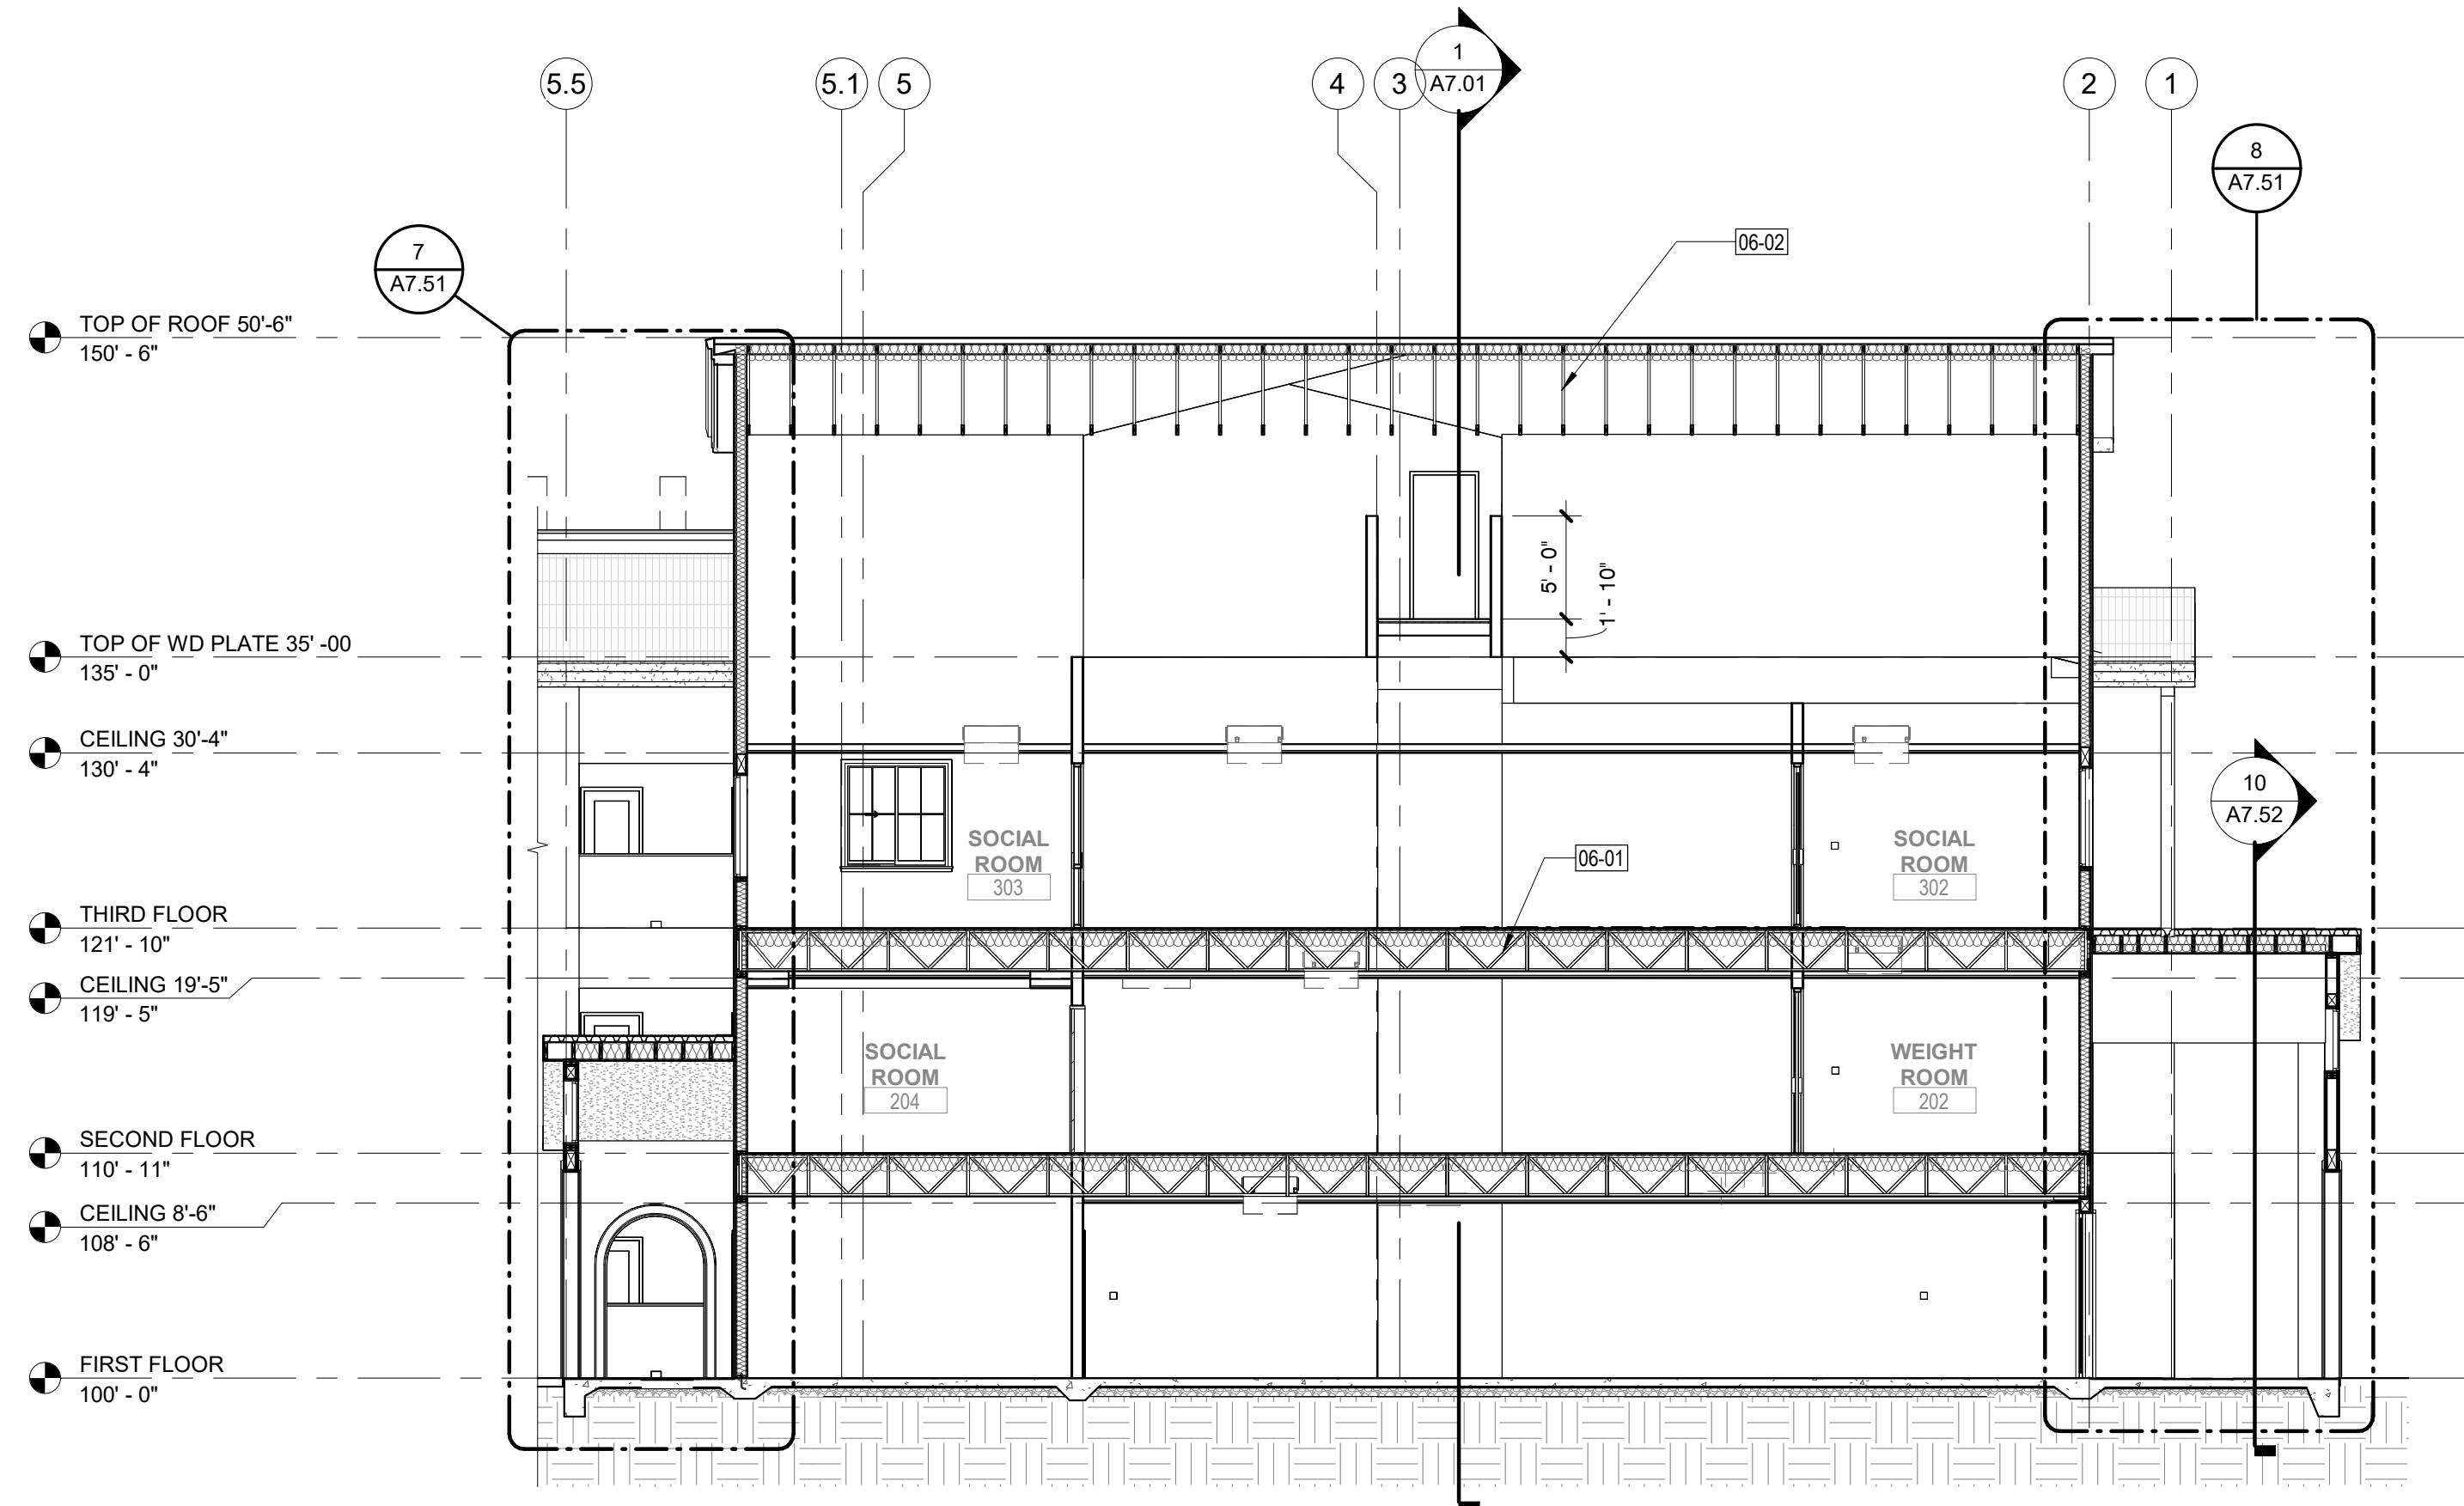 5.5
5.1
5
4
3
1
A7.01
2
1
8
A7.51
7
A7.51
06-02
TOP OF ROOF 50'-6"
150' - 6"
5' - 0"
1' - 10"
TOP OF WD PLATE 35' -00
135' - 0"
CEILING 30'-4"
130' - 4"
10
A7.52
SOCIAL
ROOM
303
06-01
SOCIAL
ROOM
302
THIRD FLOOR
121' - 10"
CEILING 19'-5"
119' - 5"
SOCIAL
ROOM
204
WEIGHT
ROOM
202
SECOND FLOOR
110' - 11"
CEILING 8'-6"
108' - 6"
FIRST FLOOR
100' - 0"